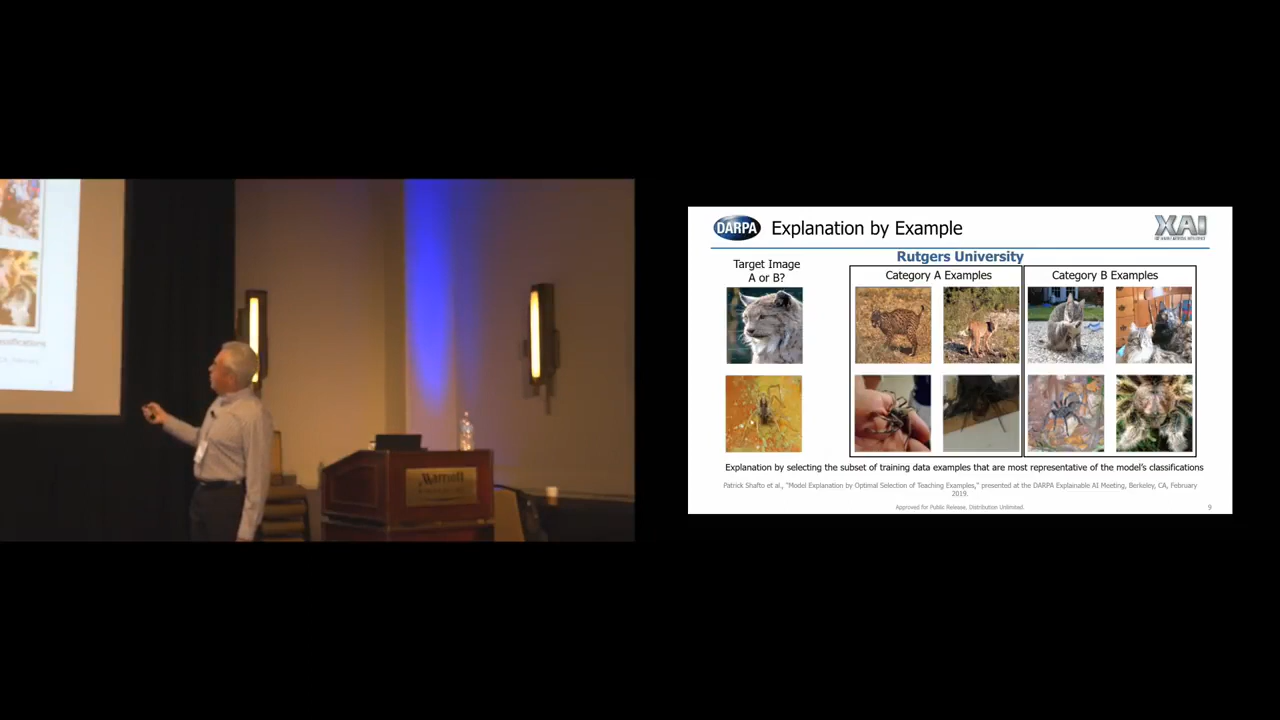 Marriott
DARPA
Explanation by Example
XAI
Rutgers University
Target Image
A or B?
Category A Examples
Category B Examples
Explanation by selecting the subset of training data examples that are most representative of the model's classifications
Patrick Shafto et al., "Model Explanation by Optimal Selection of Teaching Examples," presented at the DARPA Explainable AI Meeting, Berkeley, CA, February
2019.
Approved for Public Release, Distribution Unlimited.
9